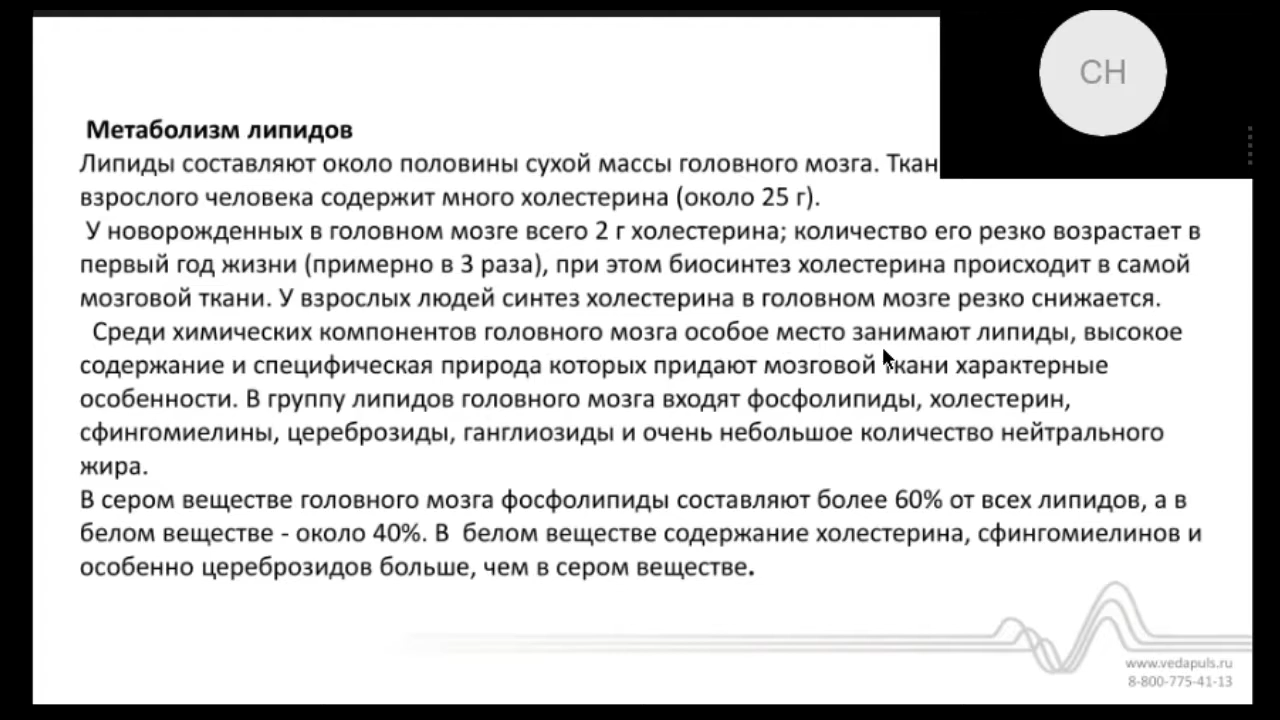 СН
Метаболизм липидов
Липиды составляют около половины сухой массы головного мозга.
взрослого человека содержит много холестерина (около 25 г).
У новорожденных в головном мозге всего 2 г холестерина; количество его резко возрастает в
первый год жизни (примерно в 3 раза), при этом биосинтез холестерина происходит в самой
мозговой ткани. У взрослых людей синтез холестерина в головном мозге резко снижается.
Среди химических компонентов головного мозга особое место занимают липиды, высокое
содержание и специфическая природа которых придают мозговой ткани характерные
особенности. В группу липидов головного мозга входят фосфолипиды, холестерин,
сфингомиелины, цереброзиды, ганглиозиды и очень небольшое количество нейтрального
жира.
В сером веществе головного мозга фосфолипиды составляют более 60% от всех липидов, а в
белом веществе - около 40%. В белом веществе содержание холестерина, сфингомиелинов и
особенно цереброзидов больше, чем в сером веществе.
www.vedapuls.ru
8-800-775-41-13